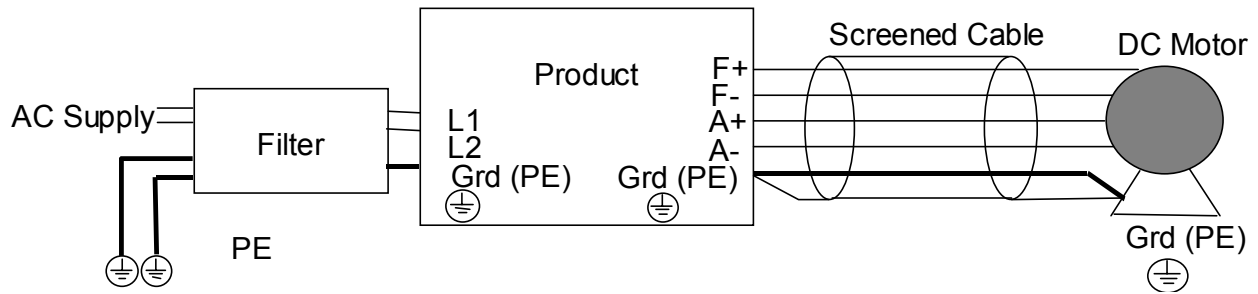 Screened Cable
DC Motor
Product
F+
F-
A+
A-
AC Supply
Filter
L1
L2
Grd (PE)
Grd (PE)
PE
Grd (PE)